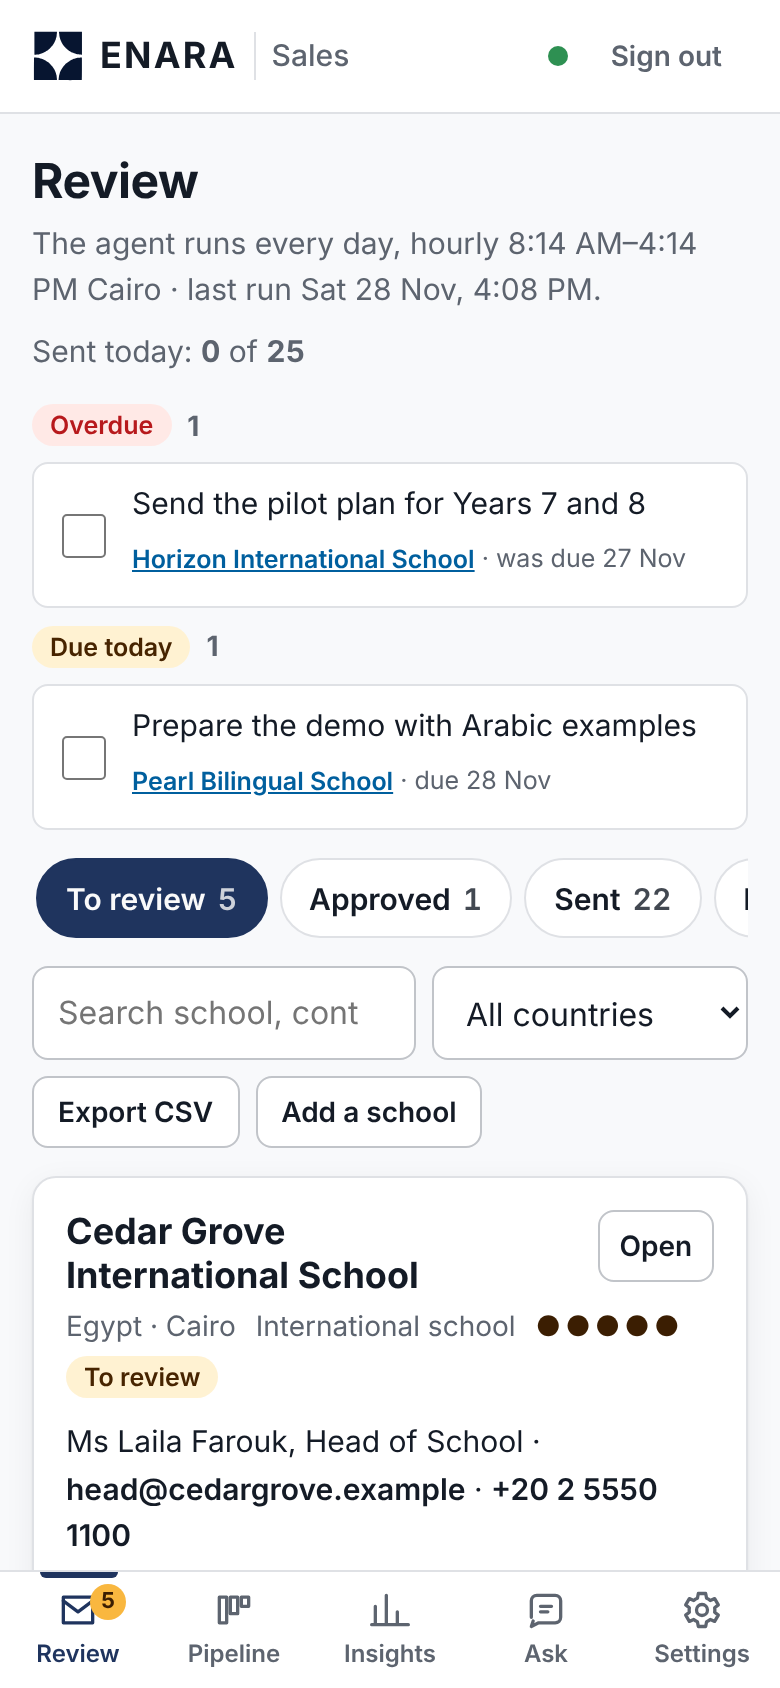 ENARA Sales Sign out
Review
The agent runs every day, hourly 8:14 AM–4:14
PM Cairo · last run Sat 28 Nov, 4:08 PM.
Sent today: 0 of 25
Overdue 1
Send the pilot plan for Years 7 and 8
Horizon International School · was due 27 Nov
Due today 1
Prepare the demo with Arabic examples
Pearl Bilingual School · due 28 Nov
To review 5 Approved 1 Sent 22
Search school, cont All countries
Export CSV Add a school
Cedar Grove
International School
Open
Egypt · Cairo International school
To review
Ms Laila Farouk, Head of School ·
head@cedargrove.example · +20 2 5550
1100
5
Review Pipeline Insights Ask Settings